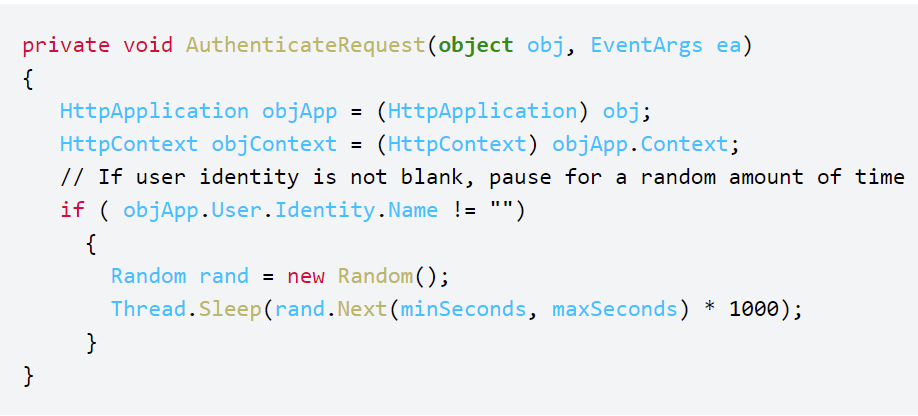 private void AuthenticateRequest(object obj, EventArgs ea)
{
HttpApplication objApp = (HttpApplication) obj;
HttpContext objContext = (HttpContext) objApp.Context;
// If user identity is not blank, pause for a random amount of time
if ( objApp.User.Identity.Name != "")
{
Random rand = new Random();
Thread.Sleep(rand.Next(minSeconds, maxSeconds) * 1000);
}
}